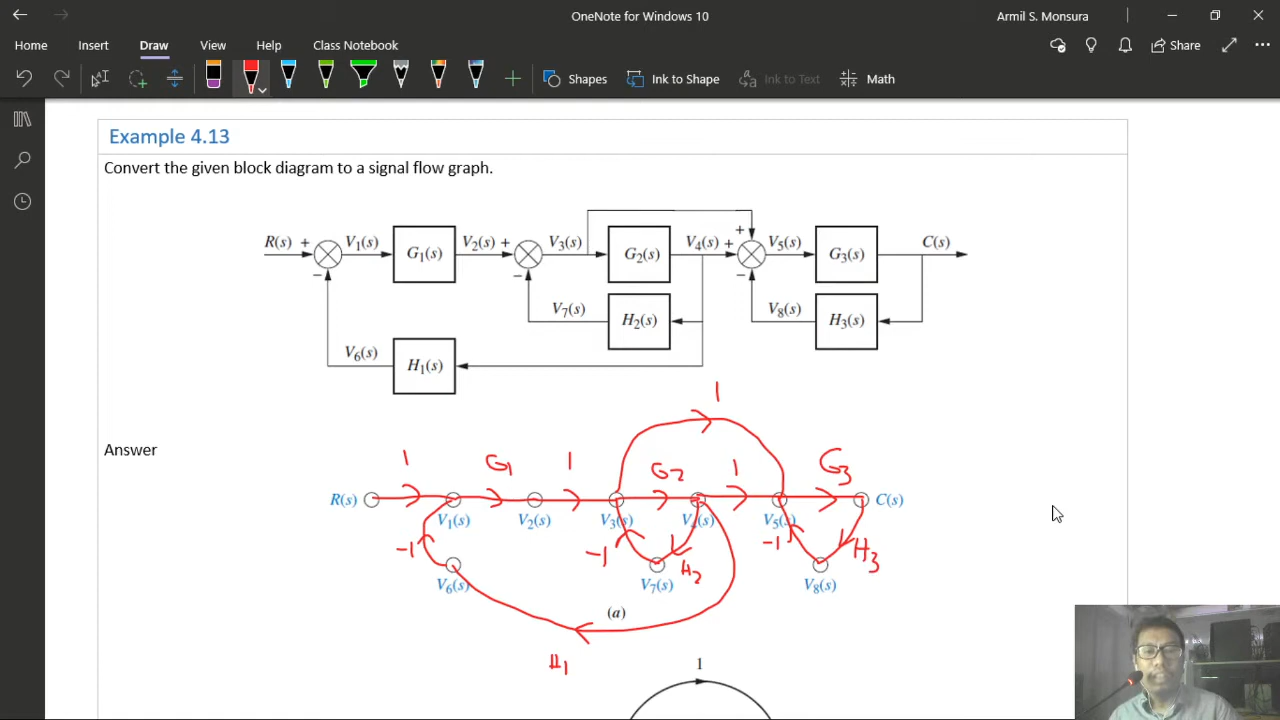 OneNote for Windows 10
Armil S. Monsura
Home Insert Draw View Help Class Notebook
Share
Shapes Ink to Shape Ink to Text Math
Example 4.13
Convert the given block diagram to a signal flow graph.
R(s) + V1(s) G1(s) V2(s) + V3(s) G2(s) V4(s) + + V5(s) G3(s) C(s)
− − −
V7(s) H2(s) V8(s) H3(s)
V6(s) H1(s)
Answer
1
1 G1 1 G2 1 G3
R(s) C(s)
V1(s) V2(s) V3(s) V4(s) V5(s)
-1 -1 H2 -1 H3
V6(s) V7(s) V8(s)
(a)
H1
1